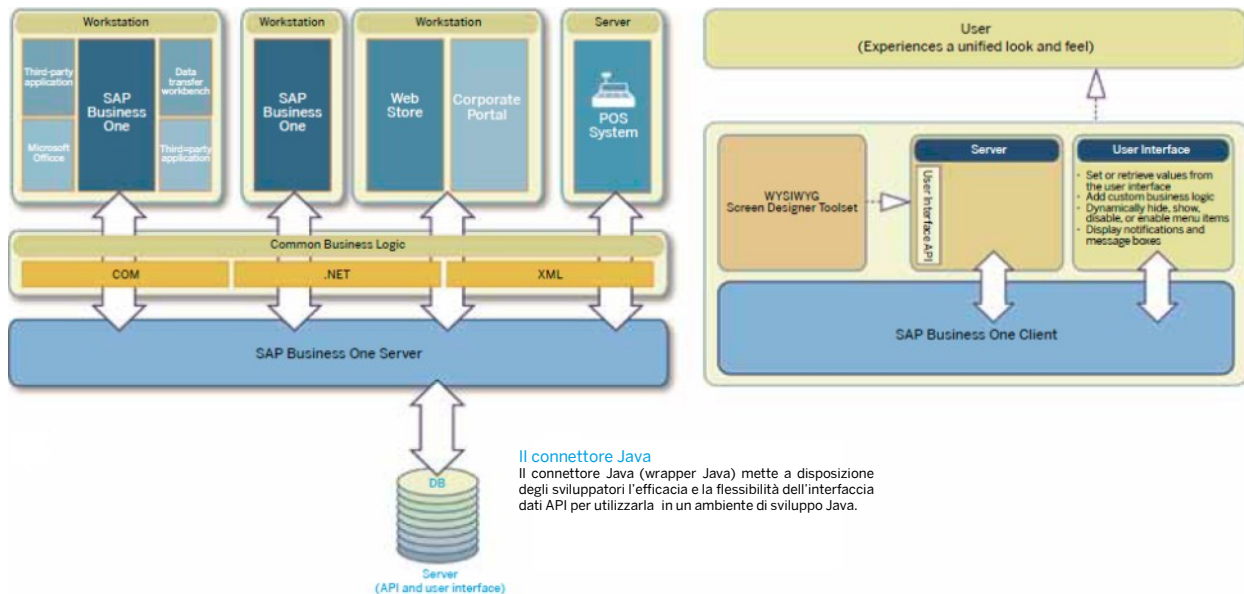 Workstation
Third-party
application
SAP
Business
One
Data
transfer
workbench
Microsoft
Officce
Third=party
application
Workstation
SAP
Business
One
Workstation
Web
Store
Corporate
Portal
Server
POS
System
Common Business Logic
COM
.NET
XML
SAP Business One Server
DB
Server
(API and user interface)
User
(Experiences a unified look and feel)
WYSIWYG
Screen Designer Toolset
Server
User Interface API
User Interface
• Set or retrieve values from
the user interface
• Add custom business logic
• Dynamically hide, show,
disable, or enable menu items
• Display notifications and
message boxes
SAP Business One Client
Il connettore Java
Il connettore Java (wrapper Java) mette a disposizione
degli sviluppatori l'efficacia e la flessibilità dell'interfaccia
dati API per utilizzarla in un ambiente di sviluppo Java.